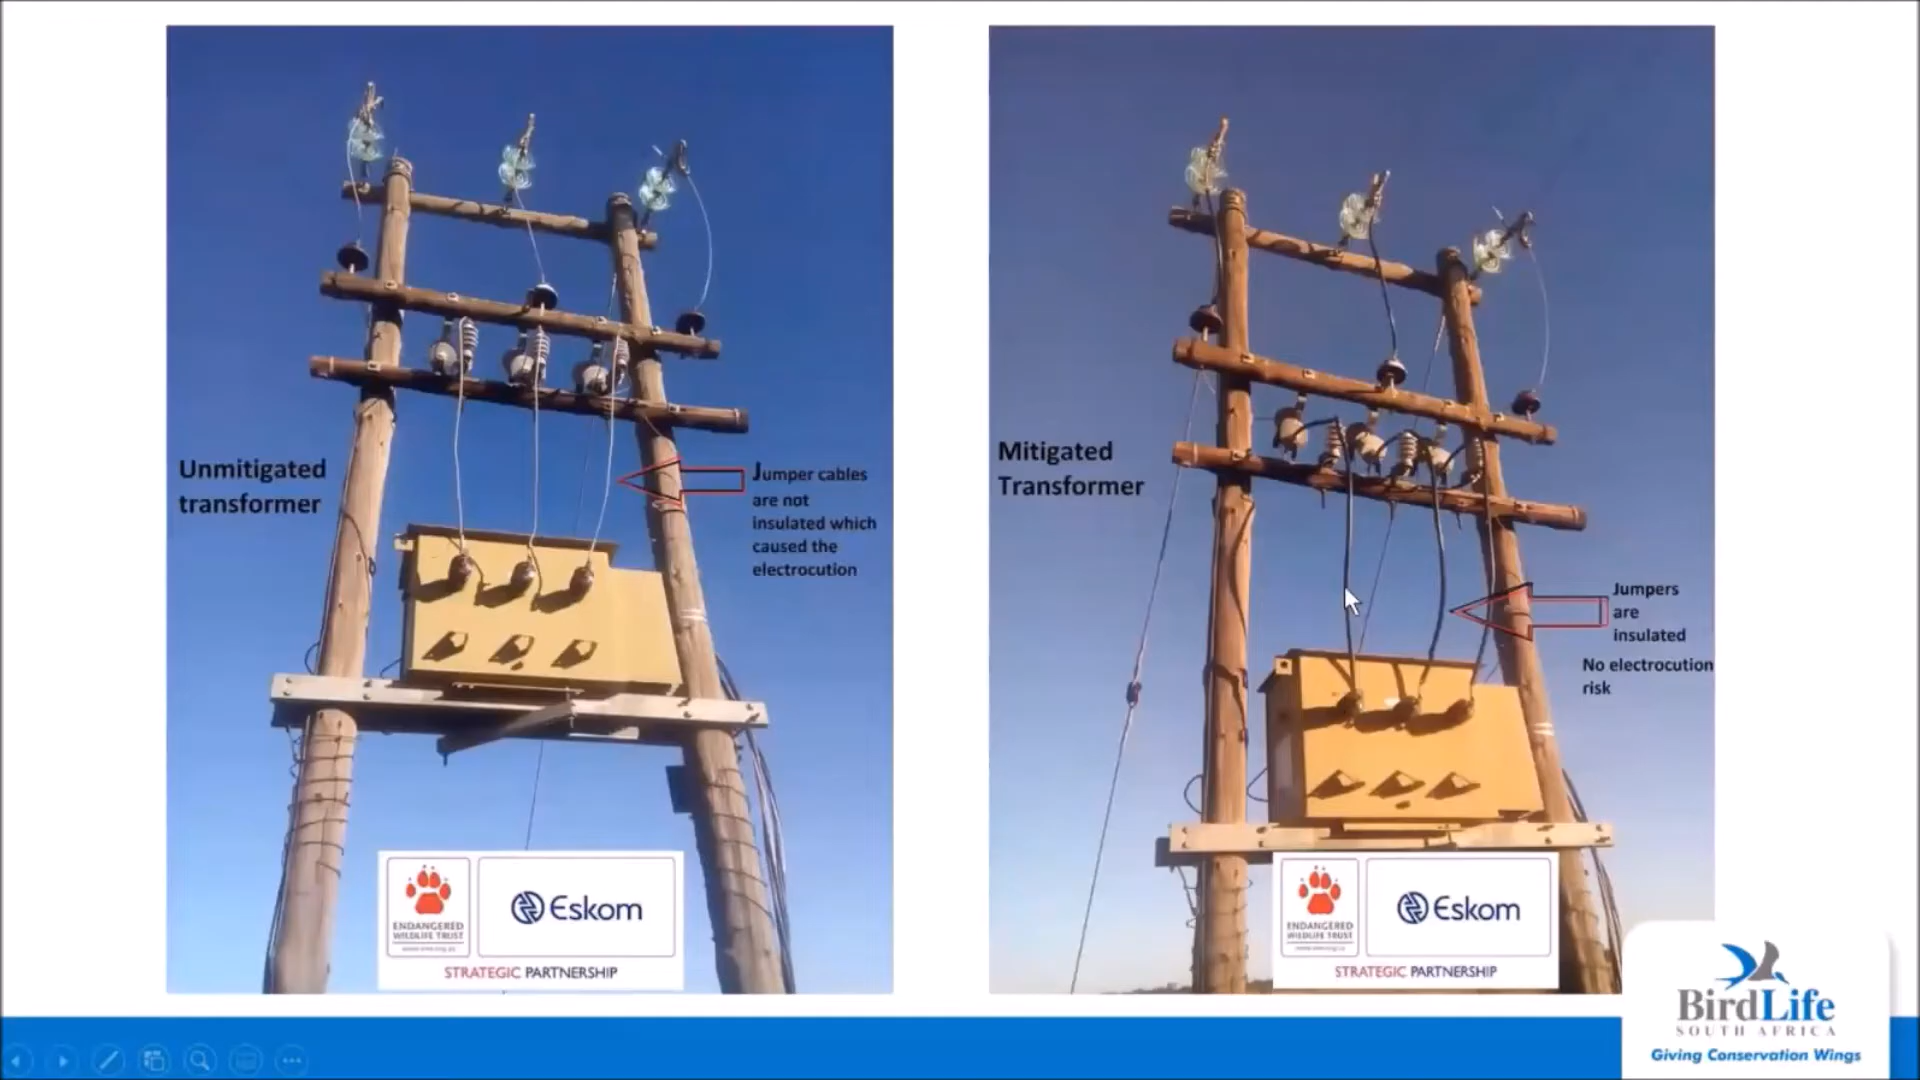 Unmitigated
transformer
Jumper cables
are not
insulated which
caused the
electrocution
ENDANGERED
WILDLIFE TRUST
Eskom
STRATEGIC PARTNERSHIP
Mitigated
Transformer
Jumpers
are
insulated
No electrocution
risk
ENDANGERED
WILDLIFE TRUST
Eskom
STRATEGIC PARTNERSHIP
BirdLife
SOUTH AFRICA
Giving Conservation Wings